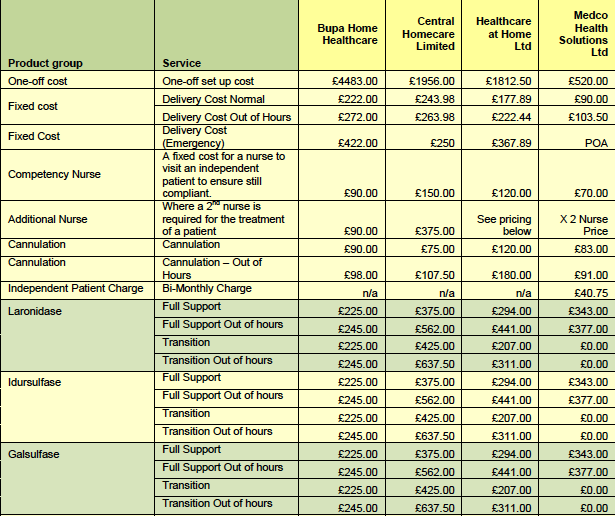 Product group Service Bupa Home Healthcare Central Homecare Limited Healthcare at Home Ltd Medco Health Solutions Ltd
One-off cost One-off set up cost £4483.00 £1956.00 £1812.50 £520.00
Fixed cost Delivery Cost Normal £222.00 £243.98 £177.89 £90.00
Delivery Cost Out of Hours £272.00 £263.98 £222.44 £103.50
Fixed Cost Delivery Cost (Emergency) £422.00 £250 £367.89 POA
Competency Nurse A fixed cost for a nurse to visit an independent patient to ensure still compliant. £90.00 £150.00 £120.00 £70.00
Additional Nurse Where a 2nd nurse is required for the treatment of a patient £90.00 £375.00 See pricing below X 2 Nurse Price
Cannulation Cannulation £90.00 £75.00 £120.00 £83.00
Cannulation Cannulation – Out of Hours £98.00 £107.50 £180.00 £91.00
Independent Patient Charge Bi-Monthly Charge n/a n/a n/a £40.75
Laronidase Full Support £225.00 £375.00 £294.00 £343.00
Full Support Out of hours £245.00 £562.00 £441.00 £377.00
Transition £225.00 £425.00 £207.00 £0.00
Transition Out of hours £245.00 £637.50 £311.00 £0.00
Idursulfase Full Support £225.00 £375.00 £294.00 £343.00
Full Support Out of hours £245.00 £562.00 £441.00 £377.00
Transition £225.00 £425.00 £207.00 £0.00
Transition Out of hours £245.00 £637.50 £311.00 £0.00
Galsulfase Full Support £225.00 £375.00 £294.00 £343.00
Full Support Out of hours £245.00 £562.00 £441.00 £377.00
Transition £225.00 £425.00 £207.00 £0.00
Transition Out of hours £245.00 £637.50 £311.00 £0.00